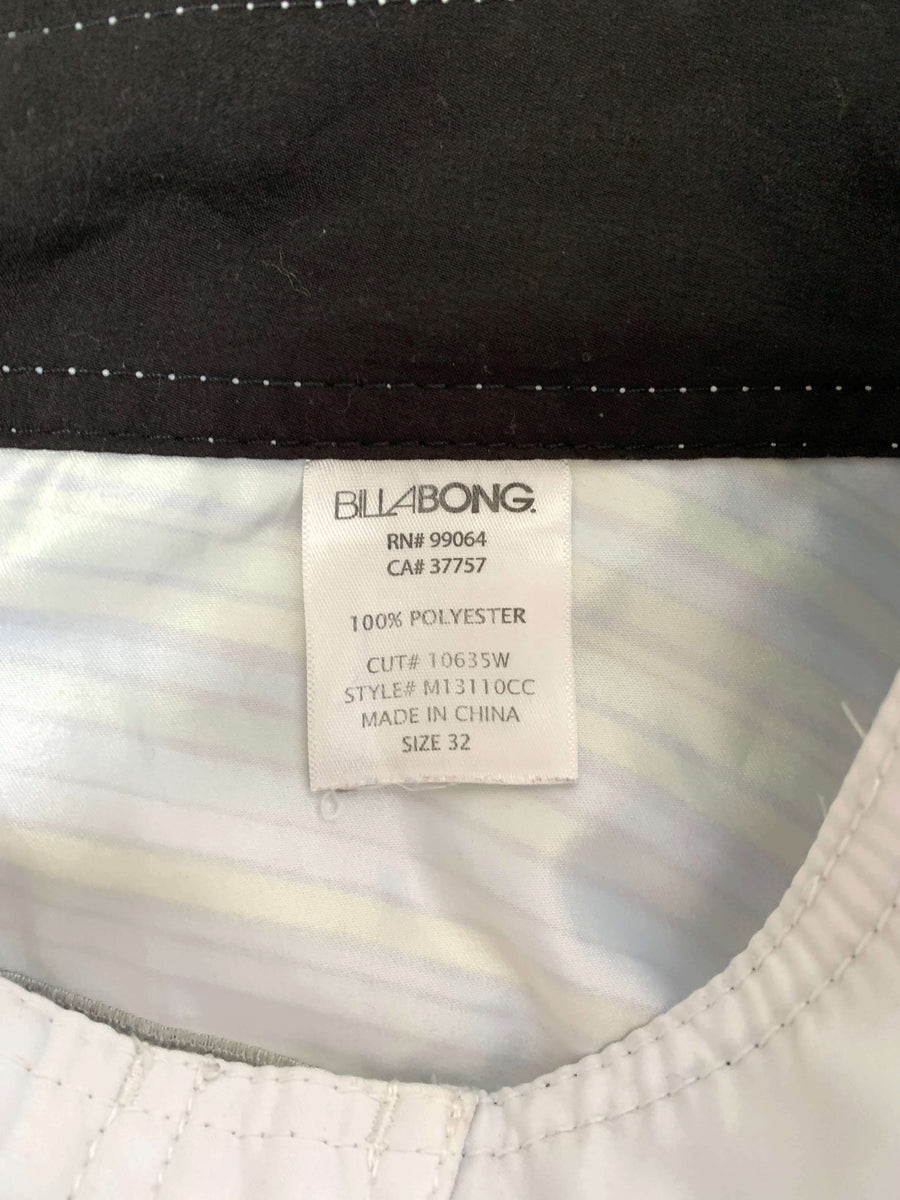 BILLABONG.
RN# 99064
CA# 37757
100% POLYESTER
CUT# 10635W
STYLE# M13110CC
MADE IN CHINA
SIZE 32